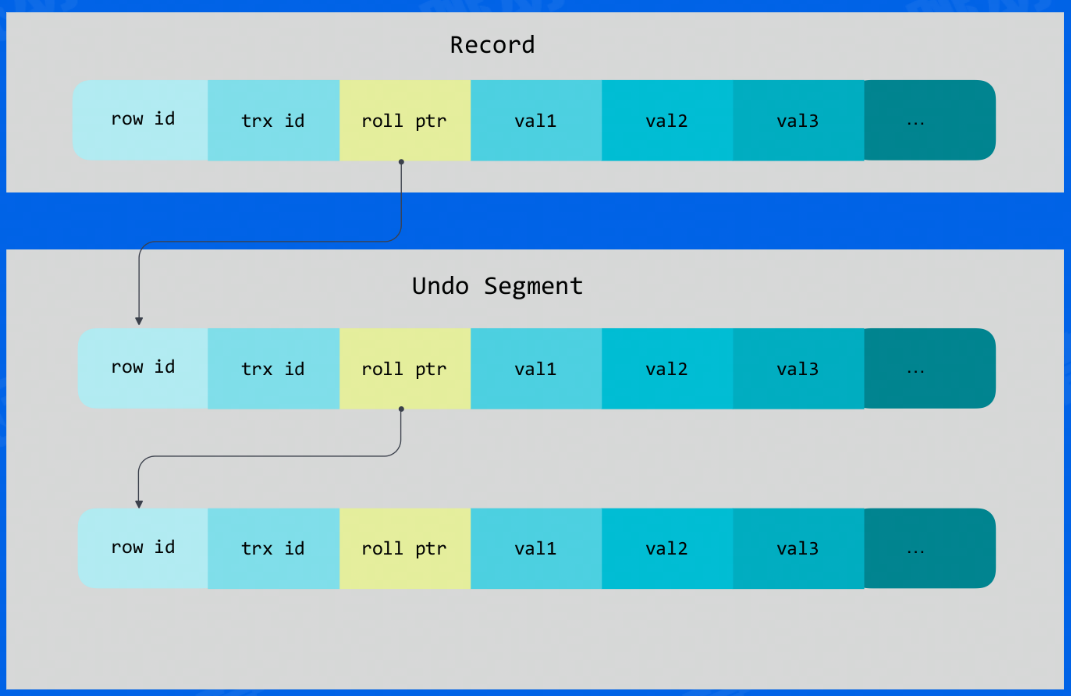 Record
row id trx id roll ptr val1 val2 val3 ...
Undo Segment
row id trx id roll ptr val1 val2 val3 ...
row id trx id roll ptr val1 val2 val3 ...